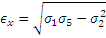 ϵₓ = √(σ₁σ₅ − σ₂²)